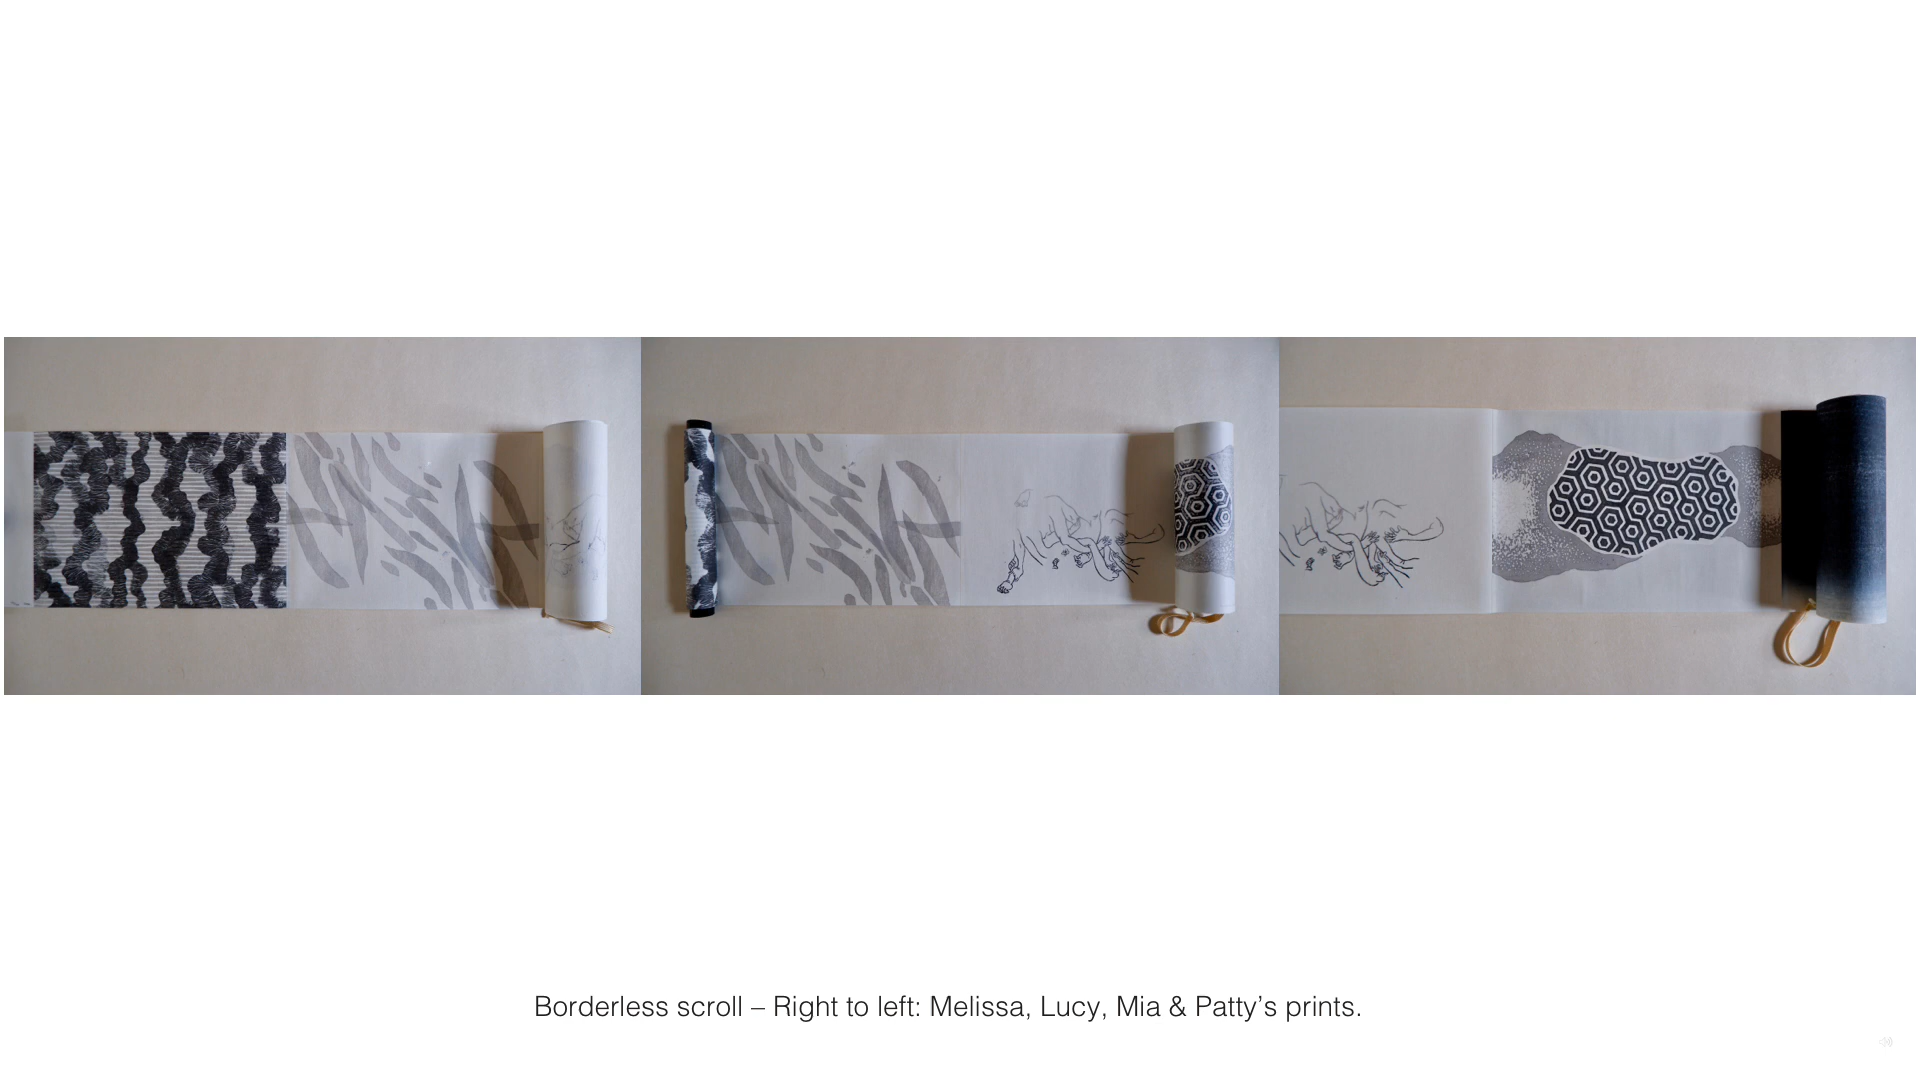 Borderless scroll – Right to left: Melissa, Lucy, Mia & Patty’s prints.